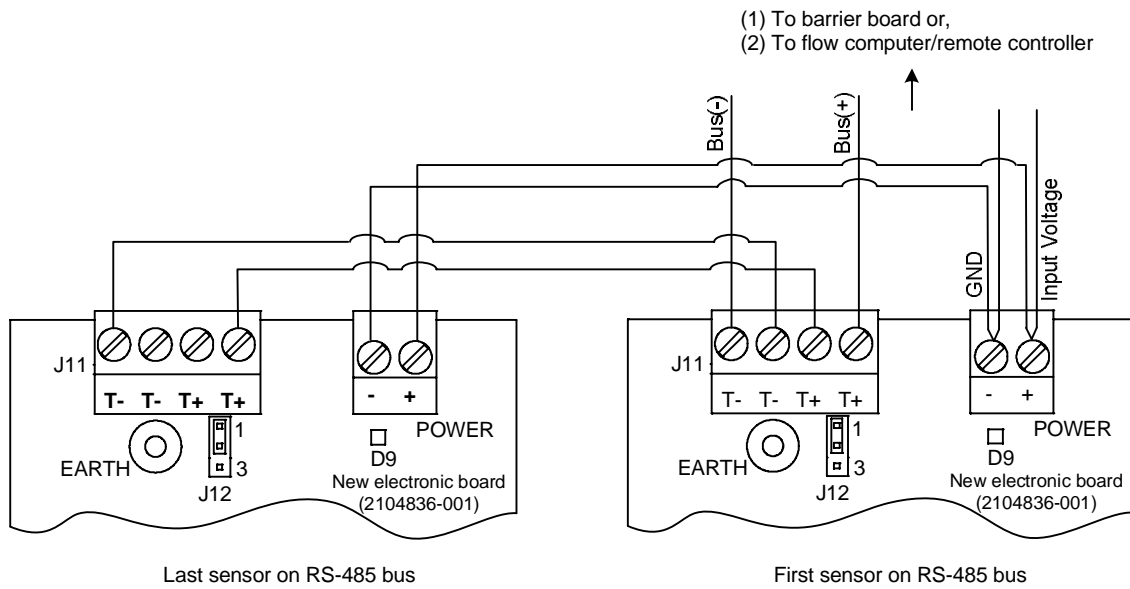 (1) To barrier board or,
(2) To flow computer/remote controller
Bus(-)
Bus(+)
GND
Input Voltage
J11
T- T- T+ T+
- +
1
3
J12
EARTH
POWER
D9
New electronic board
(2104836-001)
J11
T- T- T+ T+
- +
1
3
J12
EARTH
POWER
D9
New electronic board
(2104836-001)
Last sensor on RS-485 bus
First sensor on RS-485 bus